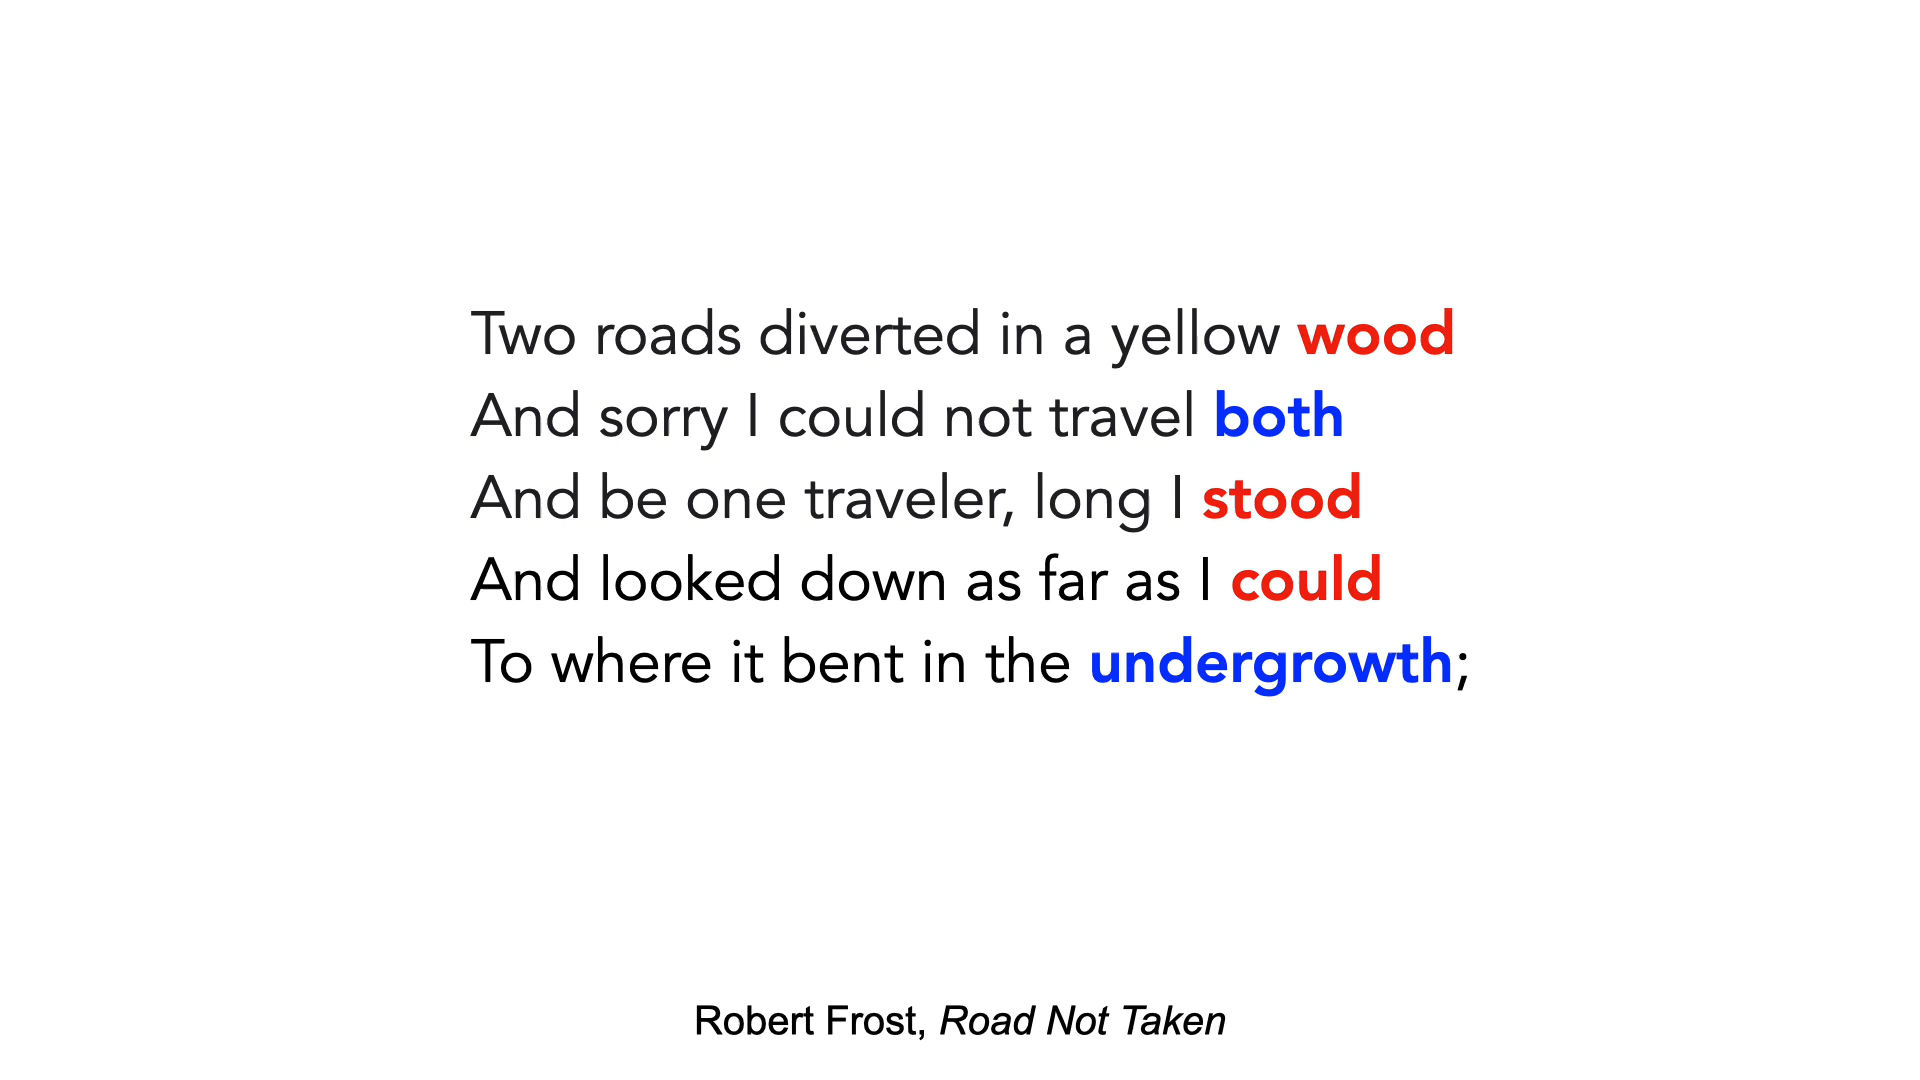 Two roads diverted in a yellow wood
And sorry I could not travel both
And be one traveler, long I stood
And looked down as far as I could
To where it bent in the undergrowth;
Robert Frost, Road Not Taken